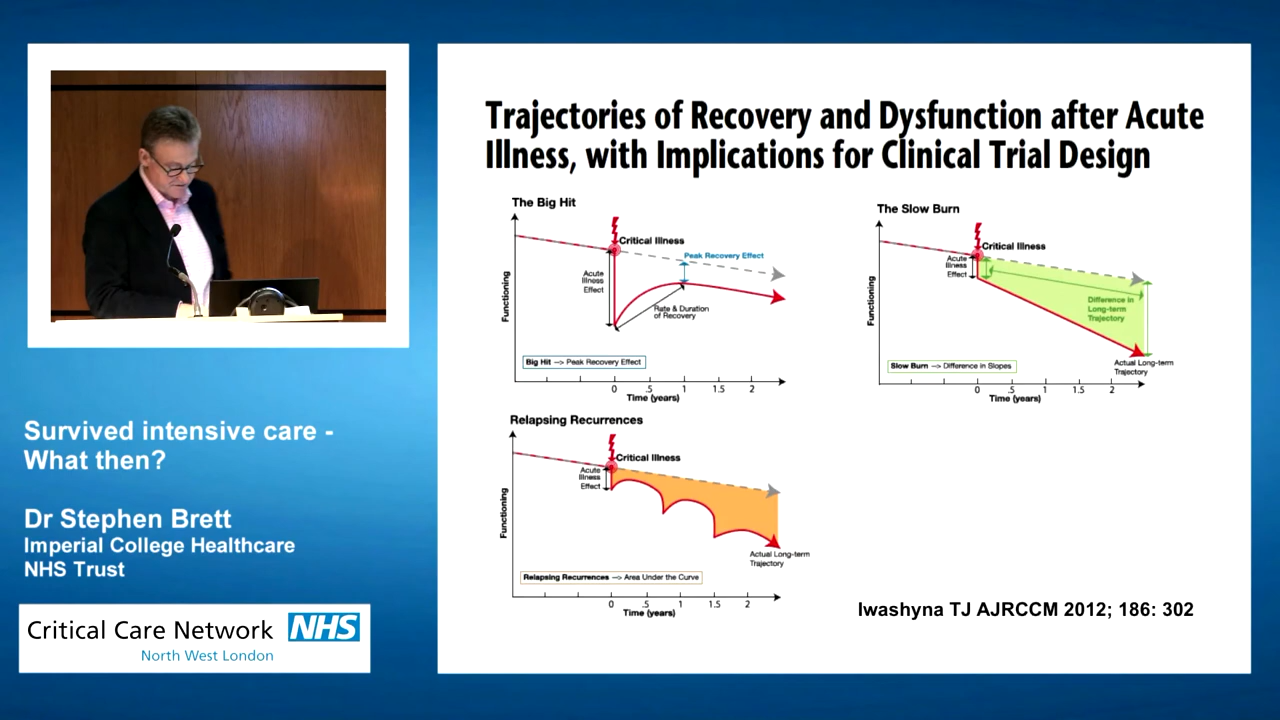 Trajectories of Recovery and Dysfunction after Acute
Illness, with Implications for Clinical Trial Design
The Big Hit
Critical Illness
Peak Recovery Effect
Acute
Illness
Effect
Rate & Duration
of Recovery
Functioning
Big Hit --> Peak Recovery Effect
0 .5 1 1.5 2
Time (years)
The Slow Burn
Critical Illness
Acute
Illness
Effect
Difference in
Long-term
Trajectory
Functioning
Slow Burn --> Difference in Slopes
Actual Long-term
Trajectory
0 .5 1 1.5 2
Time (years)
Relapsing Recurrences
Critical Illness
Acute
Illness
Effect
Functioning
Actual Long-term
Trajectory
Relapsing Recurrences --> Area Under the Curve
0 .5 1 1.5 2
Time (years)
Iwashyna TJ AJRCCM 2012; 186: 302
Survived intensive care -
What then?
Dr Stephen Brett
Imperial College Healthcare
NHS Trust
Critical Care Network NHS
North West London